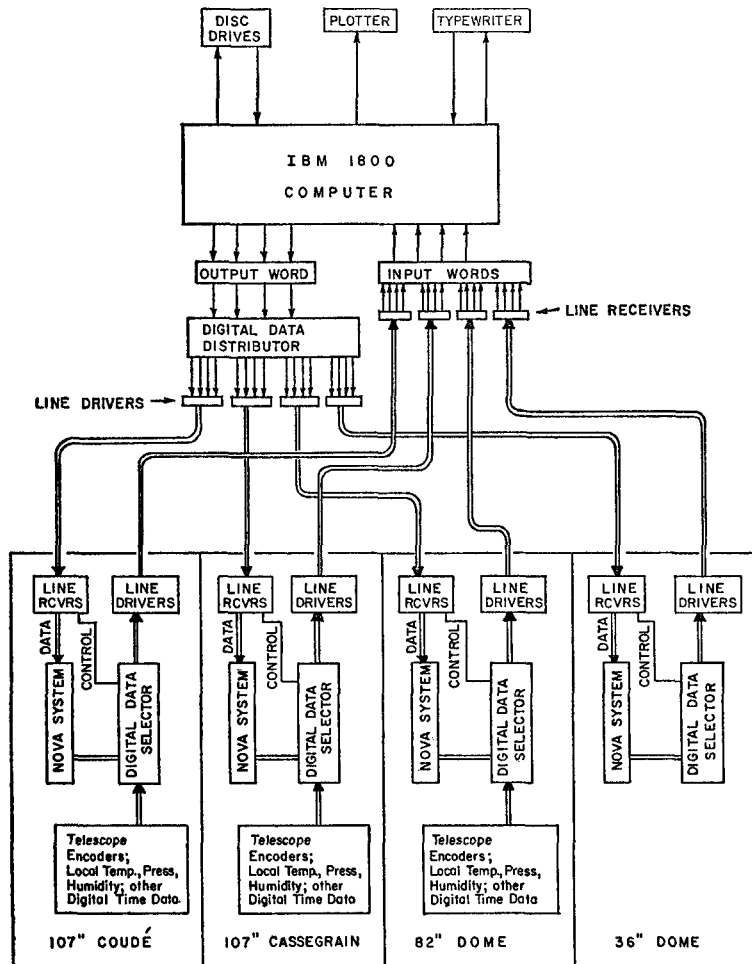 DISC
DRIVES
PLOTTER
TYPEWRITER
IBM 1800
COMPUTER
OUTPUT WORD
INPUT WORDS
LINE RECEIVERS
DIGITAL DATA
DISTRIBUTOR
LINE DRIVERS
LINE
RCVRS
LINE
DRIVERS
DATA
CONTROL
NOVA SYSTEM
DIGITAL DATA
SELECTOR
Telescope
Encoders;
Local Temp., Press,
Humidity; other
Digital Time Data.
107" COUDÉ
LINE
RCVRS
LINE
DRIVERS
DATA
CONTROL
NOVA SYSTEM
DIGITAL DATA
SELECTOR
Telescope
Encoders;
Local Temp., Press,
Humidity; other
Digital Time Data
107" CASSEGRAIN
LINE
RCVRS
LINE
DRIVERS
DATA
CONTROL
NOVA SYSTEM
DIGITAL DATA
SELECTOR
Telescope
Encoders;
Local Temp., Press,
Humidity; other
Digital Time Data
82" DOME
LINE
RCVRS
LINE
DRIVERS
DATA
CONTROL
NOVA SYSTEM
DIGITAL DATA
SELECTOR
36" DOME